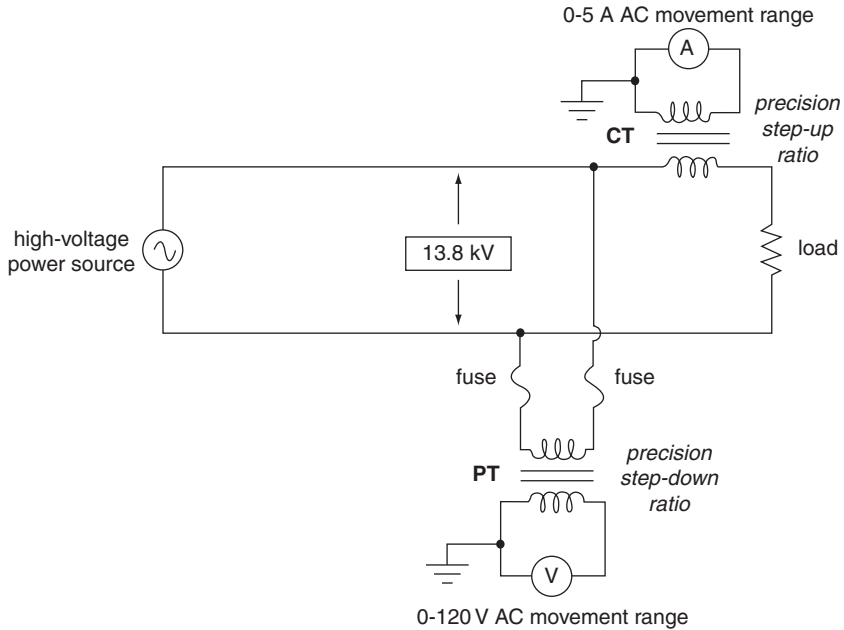 0-5 A AC movement range
A
precision
step-up
ratio
CT
high-voltage
power source
13.8 kV
load
fuse
fuse
PT
precision
step-down
ratio
V
0-120 V AC movement range